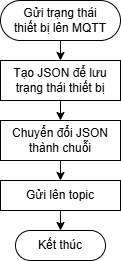 Gửi trạng thái
thiết bị lên MQTT
Tạo JSON để lưu
trạng thái thiết bị
Chuyển đổi JSON
thành chuỗi
Gửi lên topic
Kết thúc